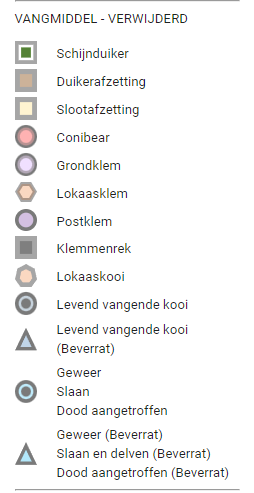 VANGMIDDEL - VERWIJDERD
Schijnduiker
Duikerafzetting
Slootafzetting
Conibear
Grondklem
Lokaasklem
Postklem
Klemmenrek
Lokaaskooi
Levend vangende kooi
Levend vangende kooi
(Beverrat)
Geweer
Slaan
Dood aangetroffen
Geweer (Beverrat)
Slaan en delven (Beverrat)
Dood aangetroffen (Beverrat)